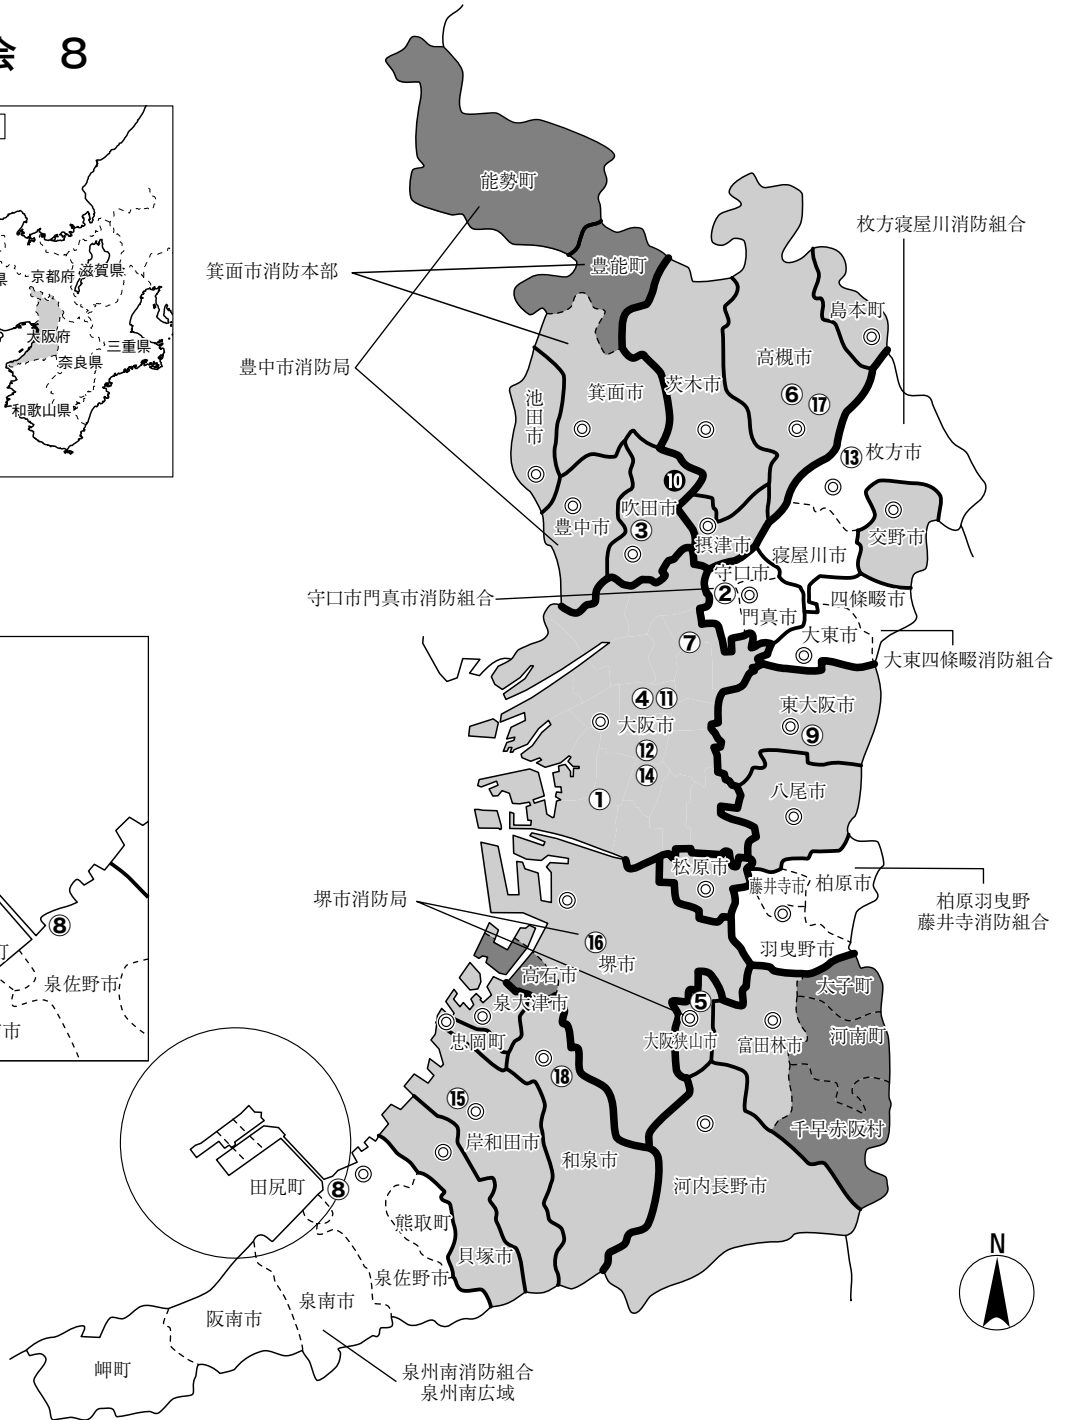 会 8
京都府
滋賀県
県
大阪府
三重県
奈良県
和歌山県
能勢町
枚方寝屋川消防組合
豊能町
箕面市消防本部
島本町
豊中市消防局
高槻市
茨木市
箕面市
池田市
⑥
⑰
⑬ 枚方市
❿
吹田市
③
豊中市
交野市
摂津市
寝屋川市
守口市
②
守口市門真市消防組合
四條畷市
門真市
大東市
⑦
大東四條畷消防組合
④ ⑪
東大阪市
大阪市
⑨
⑫
⑭
八尾市
①
松原市
藤井寺市
柏原市
堺市消防局
柏原羽曳野
藤井寺消防組合
⑧
⑯
堺市
羽曳野市
町
泉佐野市
高石市
太子町
泉大津市
⑤
市
忠岡町
大阪狭山市
富田林市
河南町
⑱
⑮
千早赤阪村
岸和田市
和泉市
河内長野市
田尻町
⑧
熊取町
貝塚市
泉佐野市
泉南市
阪南市
岬町
泉州南消防組合
泉州南広域
N